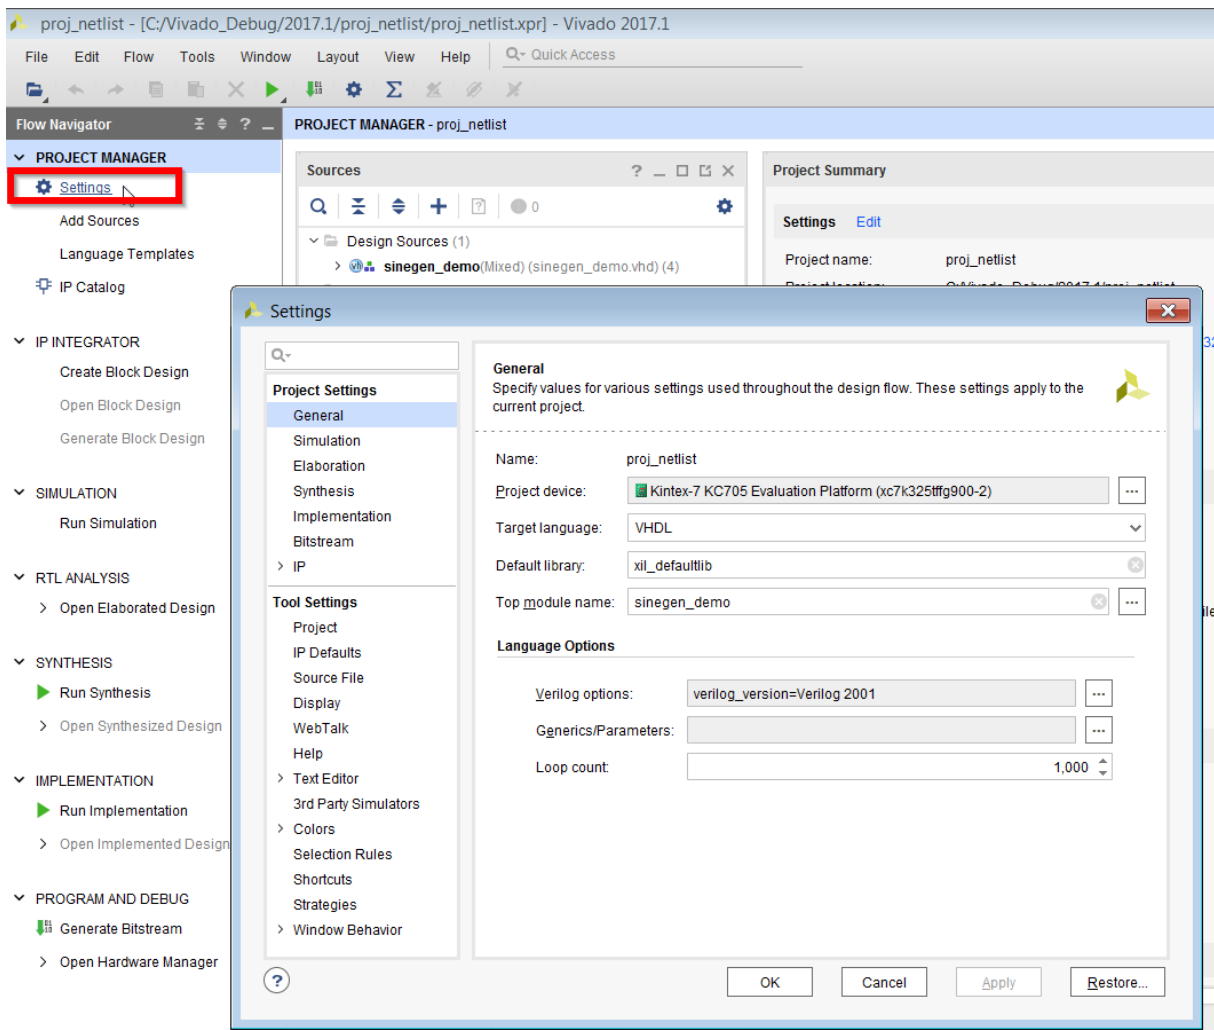 proj_netlist - [C:/Vivado_Debug/2017.1/proj_netlist/proj_netlist.xpr] - Vivado 2017.1
File Edit Flow Tools Window Layout View Help Quick Access
Flow Navigator
PROJECT MANAGER
Settings
Add Sources
Language Templates
IP Catalog
IP INTEGRATOR
Create Block Design
Open Block Design
Generate Block Design
SIMULATION
Run Simulation
RTL ANALYSIS
Open Elaborated Design
SYNTHESIS
Run Synthesis
Open Synthesized Design
IMPLEMENTATION
Run Implementation
Open Implemented Design
PROGRAM AND DEBUG
Generate Bitstream
Open Hardware Manager
PROJECT MANAGER - proj_netlist
Sources
0
Design Sources (1)
sinegen_demo(Mixed) (sinegen_demo.vhd) (4)
Project Summary
Settings Edit
Project name: proj_netlist
Project location: C:/Vivado_Debug/2017.1/proj_netlist
Settings
Project Settings
General
Simulation
Elaboration
Synthesis
Implementation
Bitstream
IP
Tool Settings
Project
IP Defaults
Source File
Display
WebTalk
Help
Text Editor
3rd Party Simulators
Colors
Selection Rules
Shortcuts
Strategies
Window Behavior
General
Specify values for various settings used throughout the design flow. These settings apply to the
current project.
Name: proj_netlist
Project device: Kintex-7 KC705 Evaluation Platform (xc7k325tffg900-2)
Target language: VHDL
Default library: xil_defaultlib
Top module name: sinegen_demo
Language Options
Verilog options: verilog_version=Verilog 2001
Generics/Parameters:
Loop count: 1,000
OK Cancel Apply Restore...